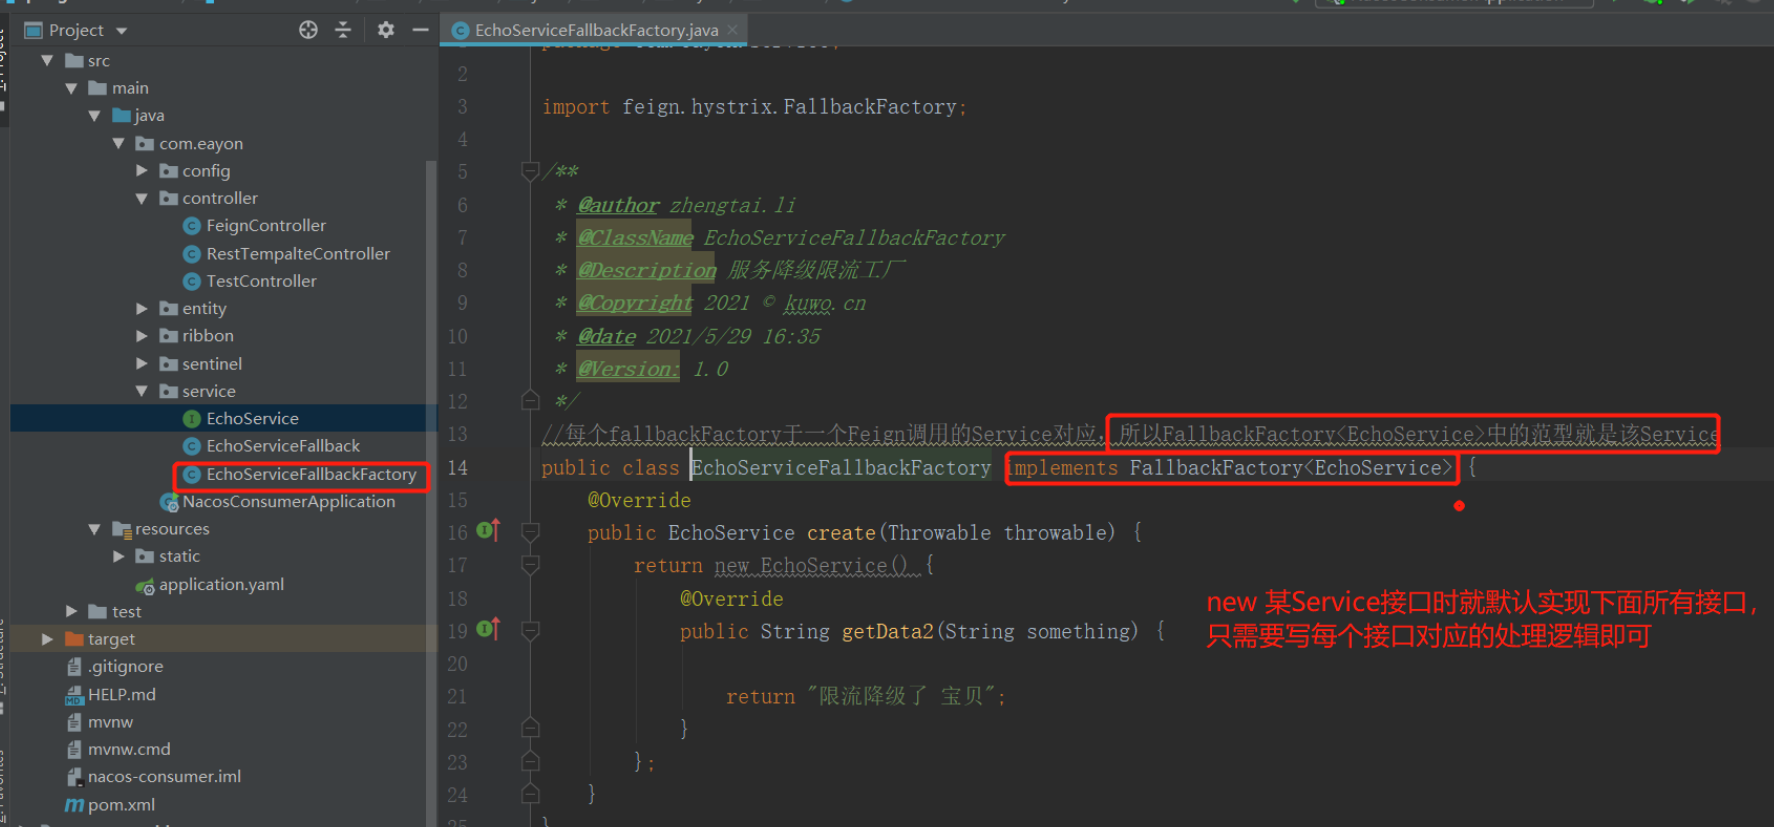 Project
EchoServiceFallbackFactory.java
src
main
java
com.eayon
config
controller
FeignController
RestTempalteController
TestController
entity
ribbon
sentinel
service
EchoService
EchoServiceFallback
EchoServiceFallbackFactory
NacosConsumerApplication
resources
static
application.yaml
test
target
.gitignore
HELP.md
mvnw
mvnw.cmd
nacos-consumer.iml
pom.xml
2
3 import feign.hystrix.FallbackFactory;
4
5 /**
6 * @author zhengtai.li
7 * @ClassName EchoServiceFallbackFactory
8 * @Description 服务降级限流工厂
9 * @Copyright 2021 © kuwo.cn
10 * @date 2021/5/29 16:35
11 * @Version: 1.0
12 */
13 //每个fallbackFactory于一个Feign调用的Service对应，所以FallbackFactory<EchoService>中的范型就是该Service
14 public class EchoServiceFallbackFactory implements FallbackFactory<EchoService> {
15 @Override
16 public EchoService create(Throwable throwable) {
17 return new EchoService() {
18 @Override
19 public String getData2(String something) {
20
21 return "限流降级了 宝贝";
22 }
23 };
24 }
25 }
new 某Service接口时就默认实现下面所有接口，
只需要写每个接口对应的处理逻辑即可